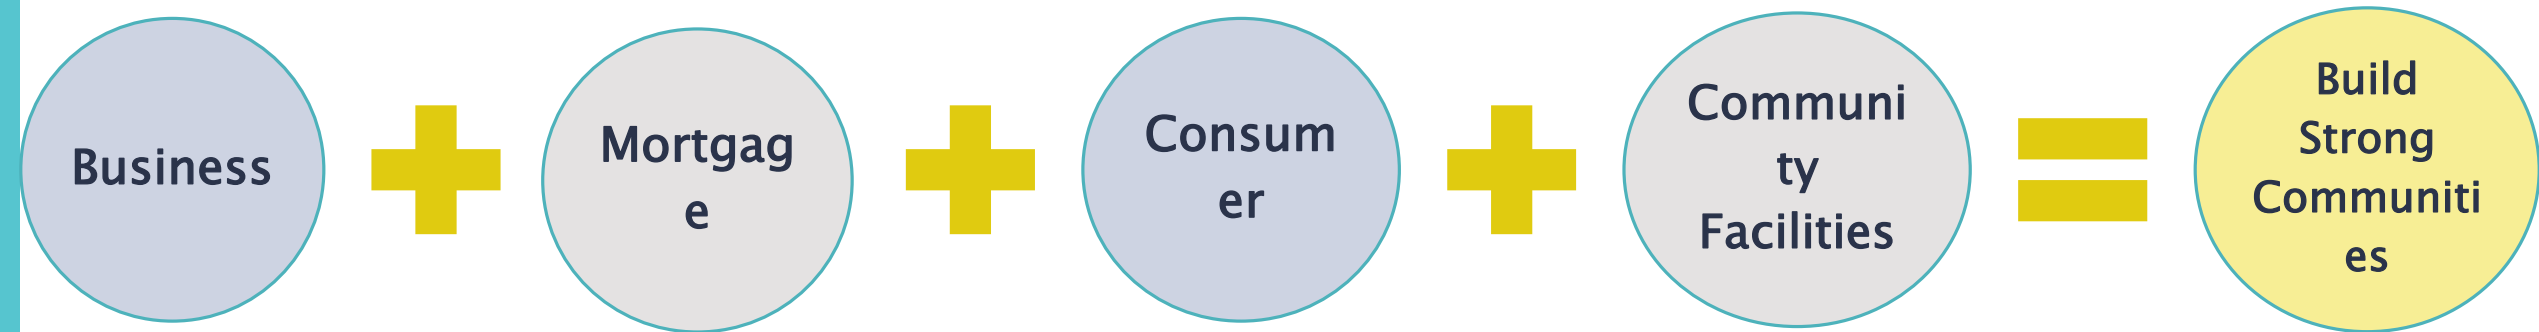 Business
Mortgag
e
Consum
er
Communi
ty
Facilities
Build
Strong
Communiti
es